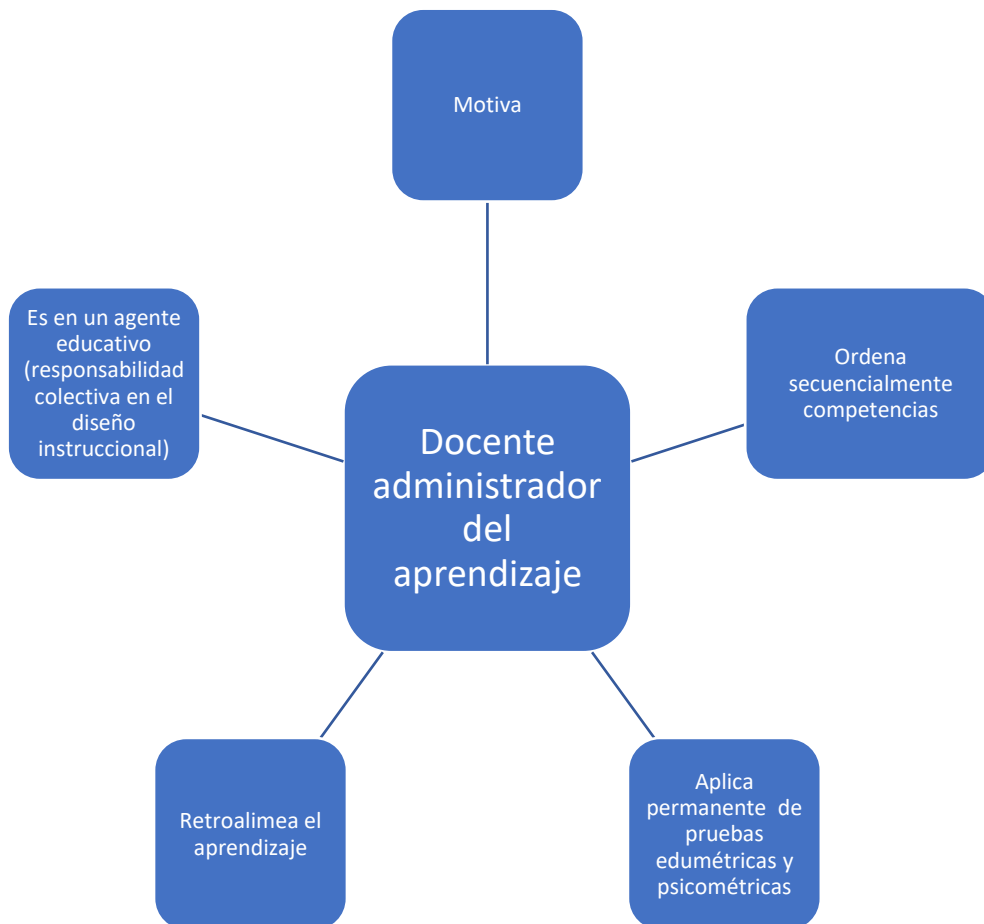 Motiva
Es en un agente
educativo
(responsabilidad
colectiva en el
diseño
instruccional)
Ordena
secuencialmente
competencias
Docente
administrador
del
aprendizaje
Retroalimea el
aprendizaje
Aplica
permanente de
pruebas
edumétricas y
psicométricas